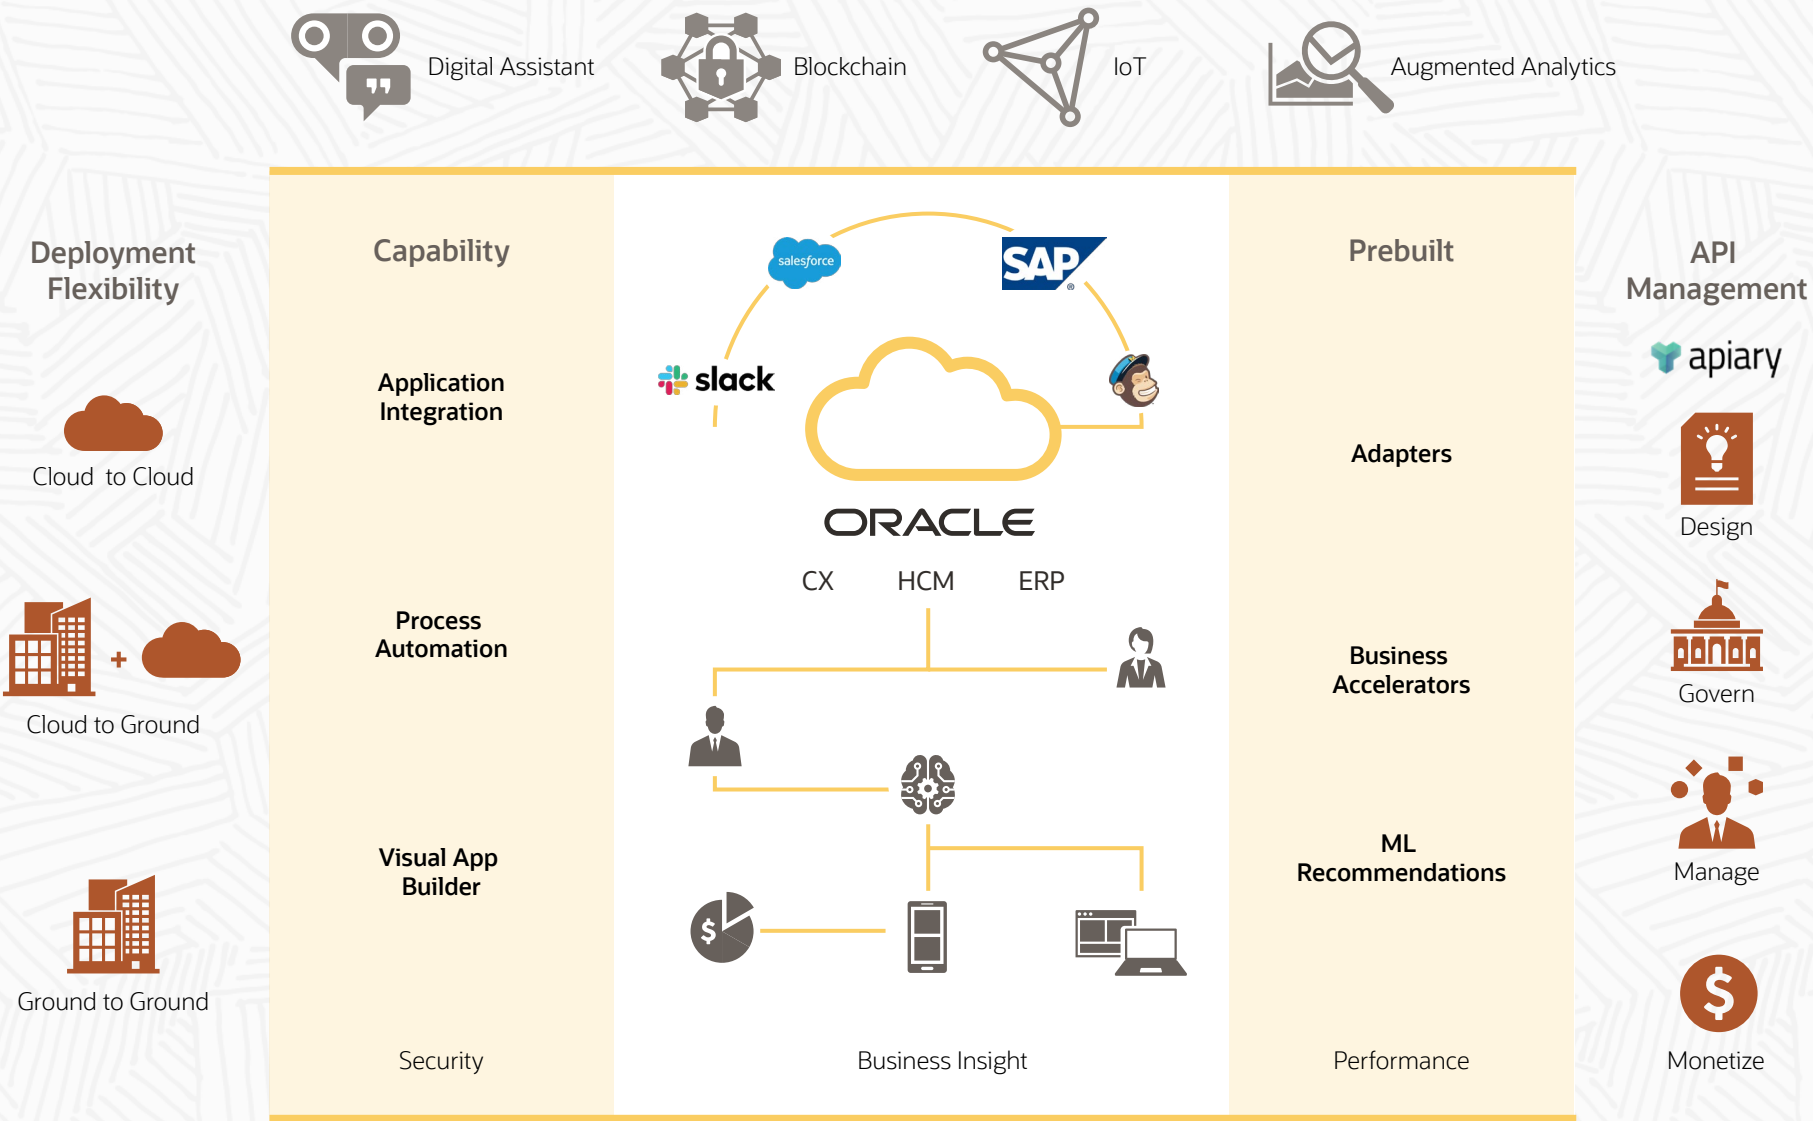 Digital Assistant
Blockchain
IoT
Augmented Analytics
Deployment
Flexibility
Cloud to Cloud
+
Cloud to Ground
Ground to Ground
Capability
Application
Integration
Process
Automation
Visual App
Builder
Security
salesforce
SAP®
slack
ORACLE
CX HCM ERP
$
Business Insight
Prebuilt
Adapters
Business
Accelerators
ML
Recommendations
Performance
API
Management
apiary
Design
Govern
Manage
$
Monetize